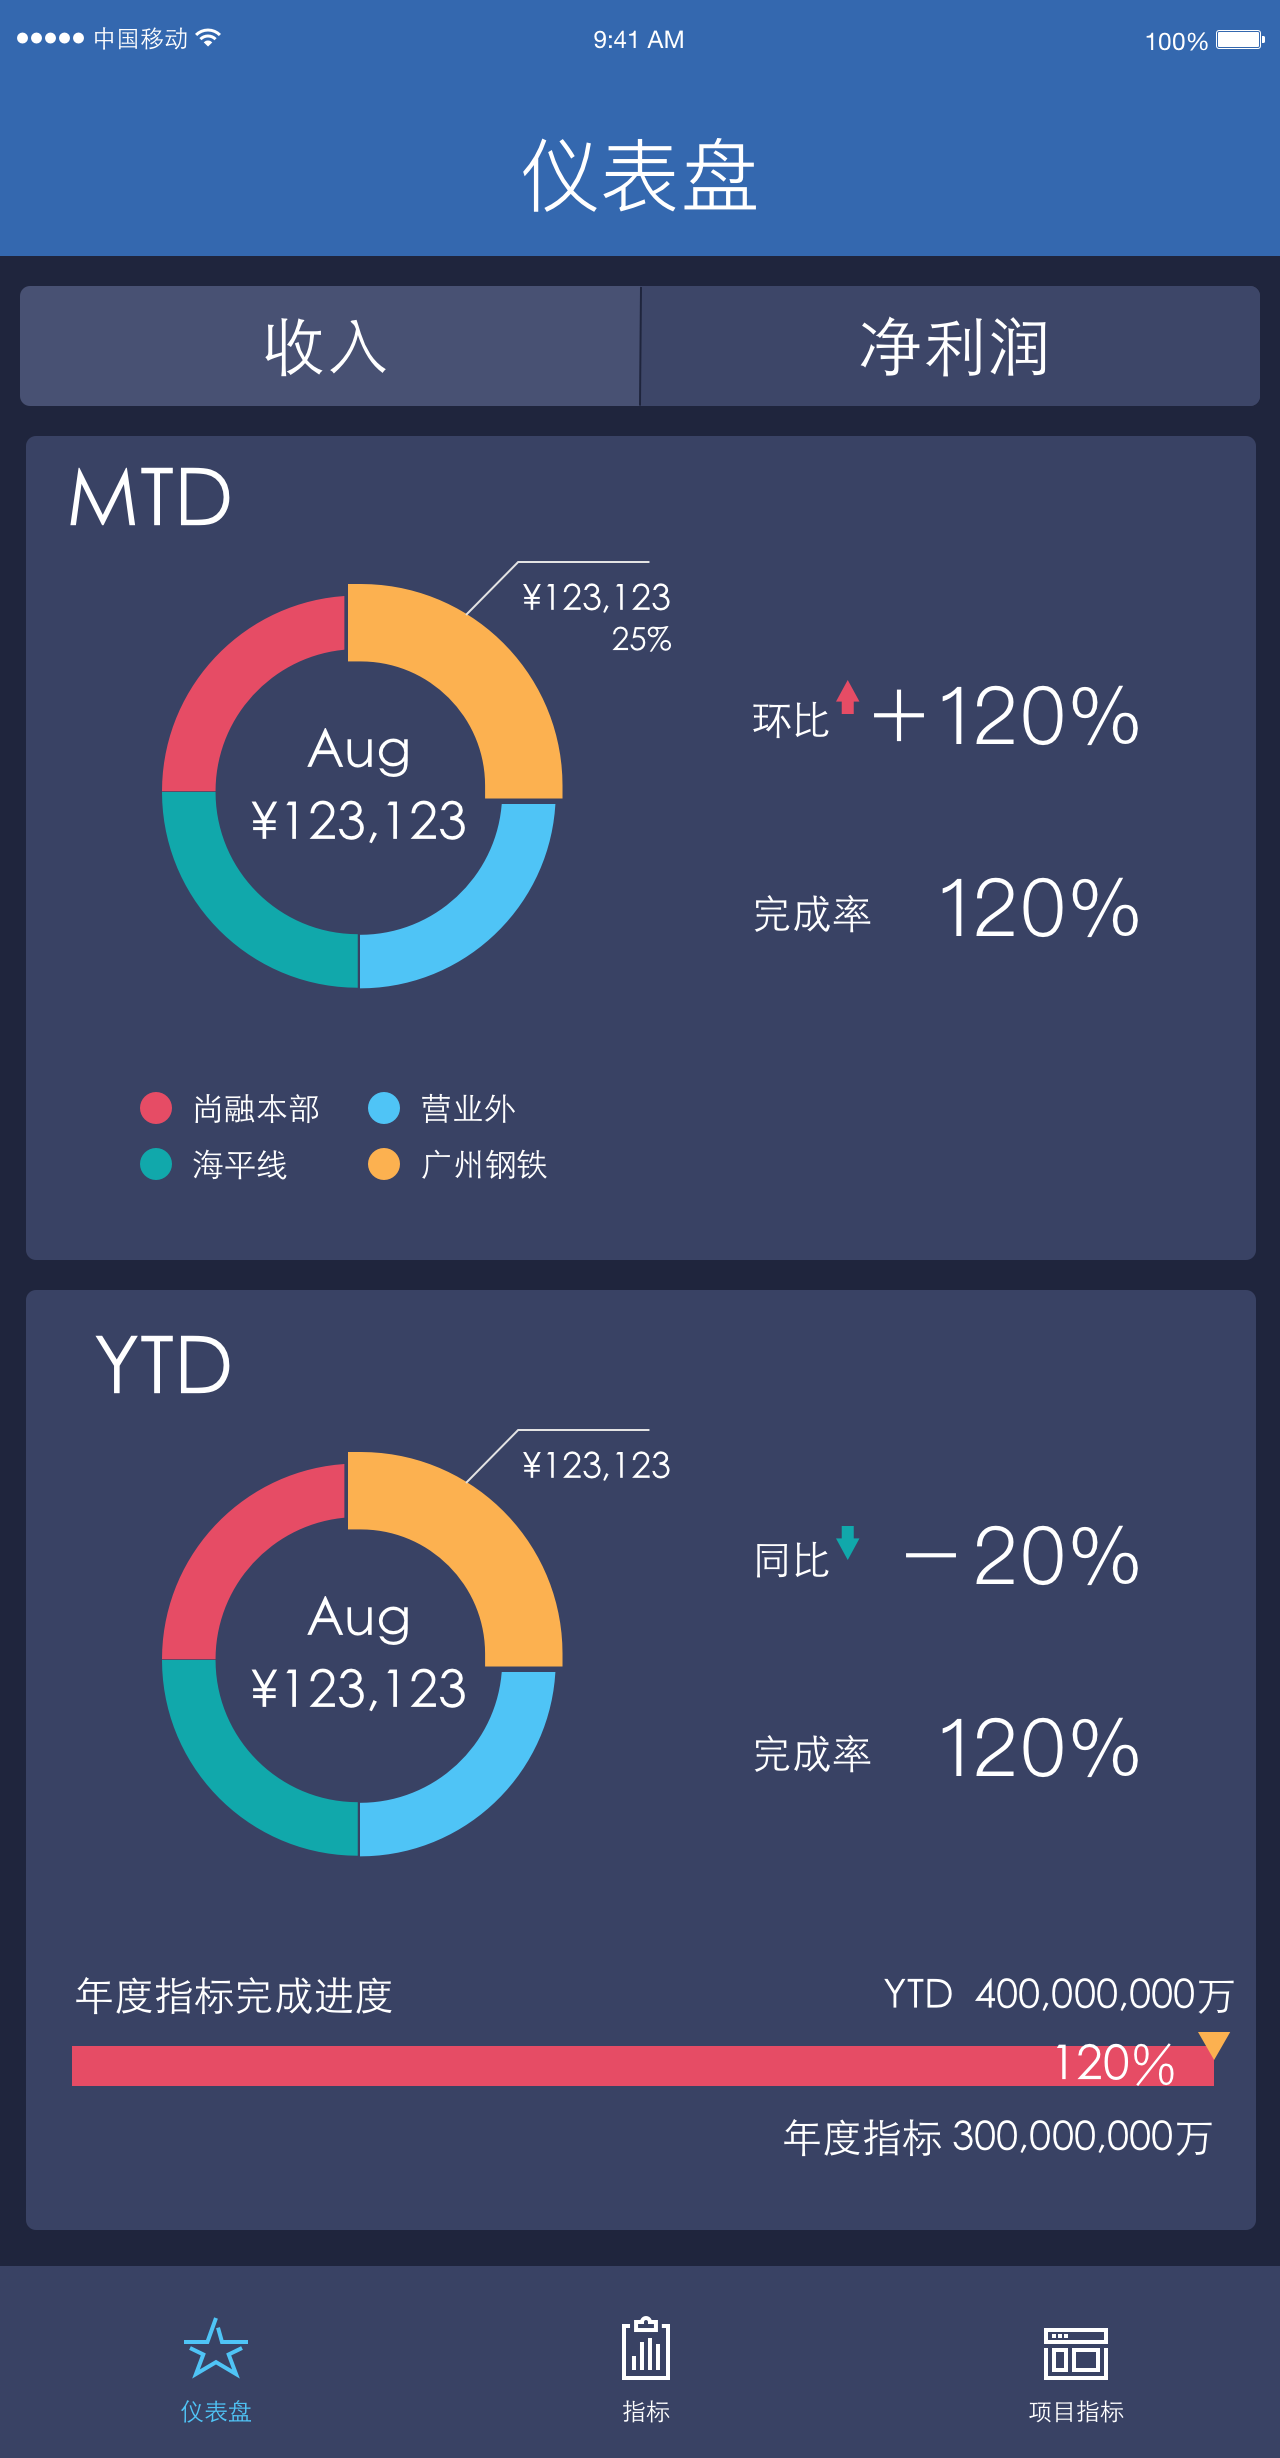 中国移动 9:41 AM 100%
仪表盘
收入 净利润
MTD
¥123,123
25%
Aug
¥123,123
环比 +120%
完成率 120%
尚融本部 营业外
海平线 广州钢铁
YTD
¥123,123
Aug
¥123,123
同比 －20%
完成率 120%
年度指标完成进度 YTD 400,000,000万
120%
年度指标 300,000,000万
仪表盘 指标 项目指标